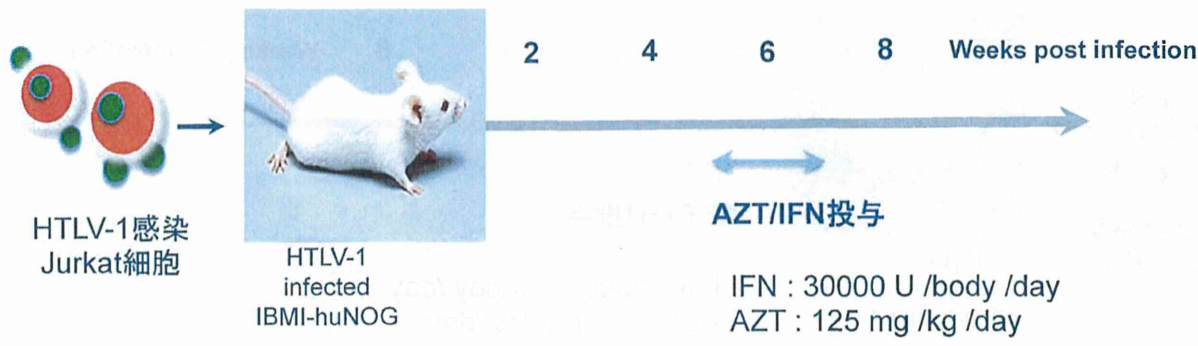 2 4 6 8 Weeks post infection
HTLV-1感染
Jurkat細胞
HTLV-1
infected
IBMI-huNOG
AZT/IFN投与
IFN : 30000 U /body /day
AZT : 125 mg /kg /day